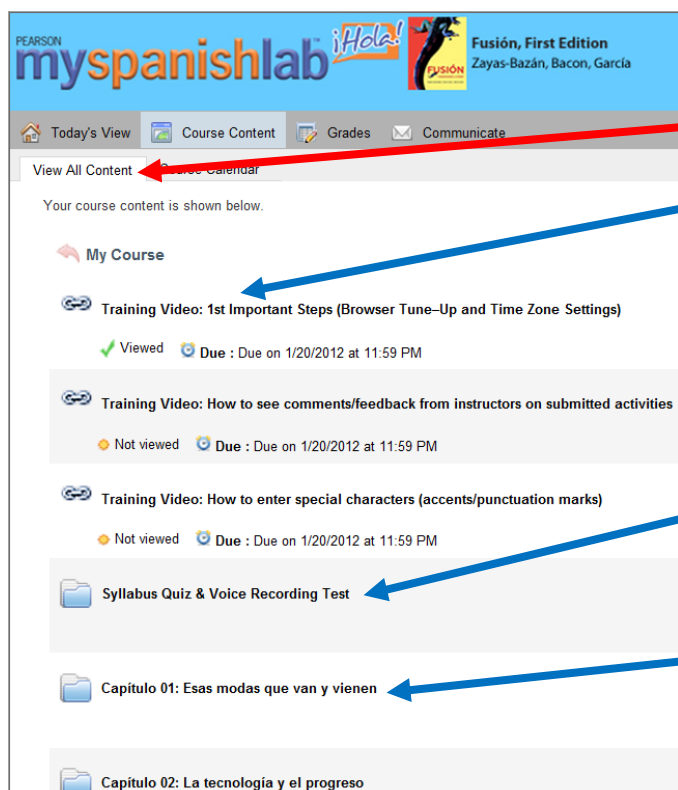 PEARSON
myspanishlab™
¡Hola!
FUSIÓN
Fusión, First Edition
Zayas-Bazán, Bacon, García
Today's View Course Content Grades Communicate
View All Content Course Calendar
Your course content is shown below.
My Course
Training Video: 1st Important Steps (Browser Tune–Up and Time Zone Settings)
Viewed Due : Due on 1/20/2012 at 11:59 PM
Training Video: How to see comments/feedback from instructors on submitted activities
Not viewed Due : Due on 1/20/2012 at 11:59 PM
Training Video: How to enter special characters (accents/punctuation marks)
Not viewed Due : Due on 1/20/2012 at 11:59 PM
Syllabus Quiz & Voice Recording Test
Capítulo 01: Esas modas que van y vienen
Capítulo 02: La tecnología y el progreso